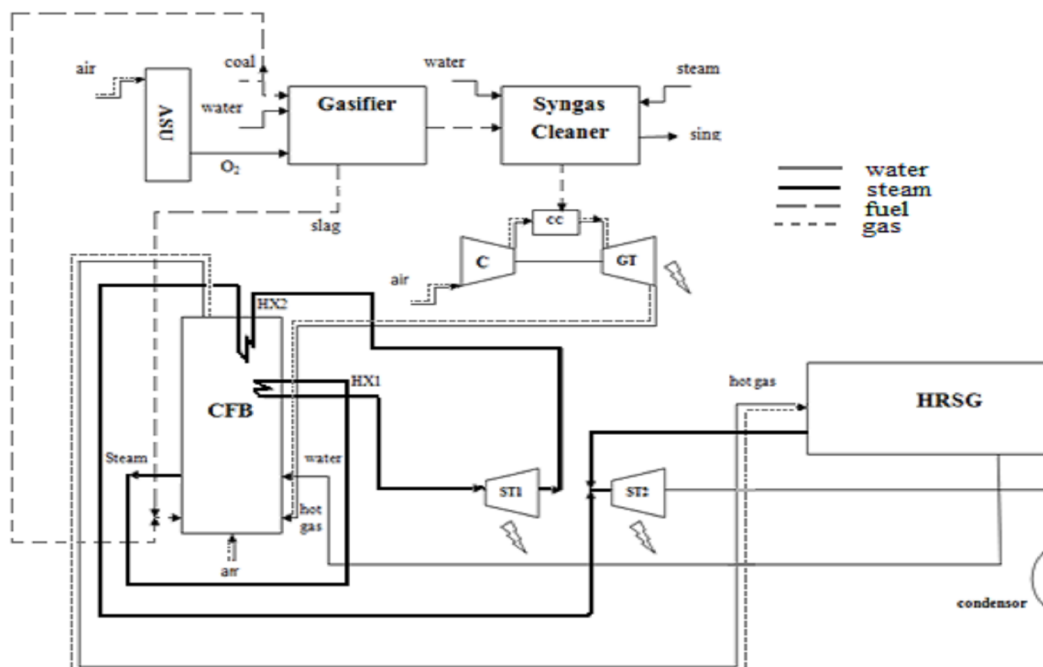 coal
air
water
steam
Gasifier
Syngas
Cleaner
ASU
water
sing
O2
water
steam
fuel
gas
slag
cc
C
GT
air
HX2
HX1
hot gas
HRSG
CFB
Steam
water
ST1
ST2
hot
gas
air
condensor